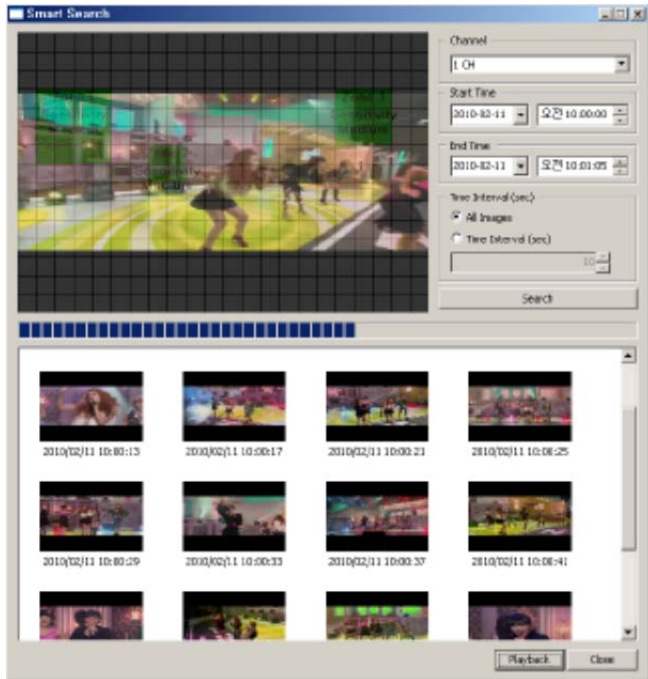 Smart Search
Channel
1 CH
Start Time
2010-02-11
오전 10:00:00
End Time
2010-02-11
오전 10:01:05
Time Interval (sec)
All Images
Time Interval (sec)
10
Search
Sensitivity
Sensitivity
Medium
2010/02/11 10:00:13
2010/02/11 10:00:17
2010/02/11 10:00:21
2010/02/11 10:00:25
2010/02/11 10:00:29
2010/02/11 10:00:33
2010/02/11 10:00:37
2010/02/11 10:00:41
Playback
Close